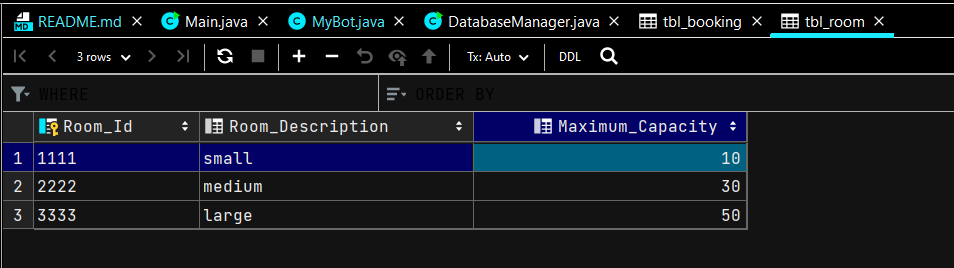 README.md Main.java MyBot.java DatabaseManager.java tbl_booking tbl_room
3 rows Tx: Auto DDL
WHERE ORDER BY
Room_Id Room_Description Maximum_Capacity
1 1111 small 10
2 2222 medium 30
3 3333 large 50